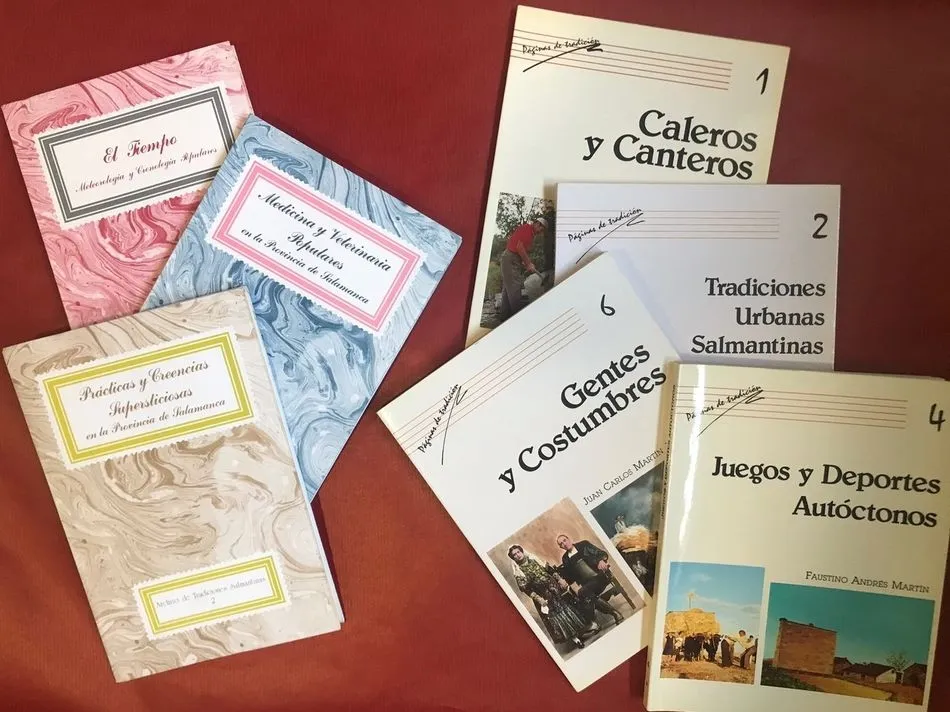 El Tiempo
Meteorología y Cronología Populares
Medicina y Veterinaria
Populares
en la Provincia de Salamanca
Prácticas y Creencias
Supersticiosas
en la Provincia de Salamanca
de Tradiciones Salmantinas
2
Páginas de tradición
1
Caleros
y Canteros
Páginas de tradición
2
Tradiciones
Urbanas
Salmantinas
Páginas de tradición
6
Gentes
y Costumbres
JUAN CARLOS MARTÍN
Páginas de tradición
4
Juegos y Deportes
Autóctonos
FAUSTINO ANDRÉS MARTÍN